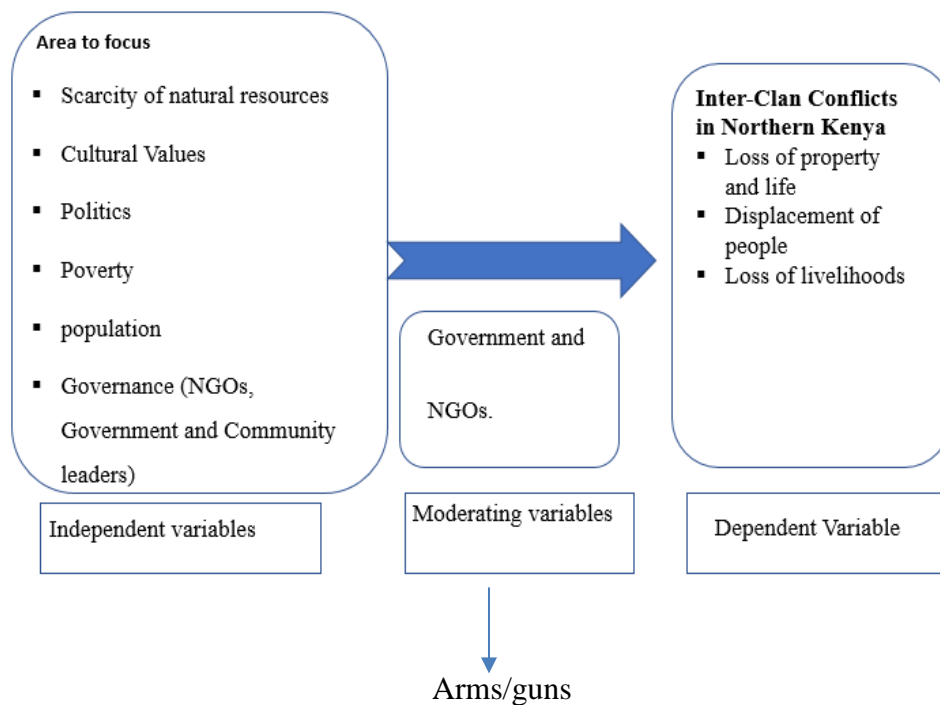 Area to focus
▪ Scarcity of natural resources
▪ Cultural Values
▪ Politics
▪ Poverty
▪ population
▪ Governance (NGOs,
Government and Community
leaders)
Independent variables
Government and
NGOs.
Moderating variables
Arms/guns
Inter-Clan Conflicts
in Northern Kenya
▪ Loss of property
and life
▪ Displacement of
people
▪ Loss of livelihoods
Dependent Variable